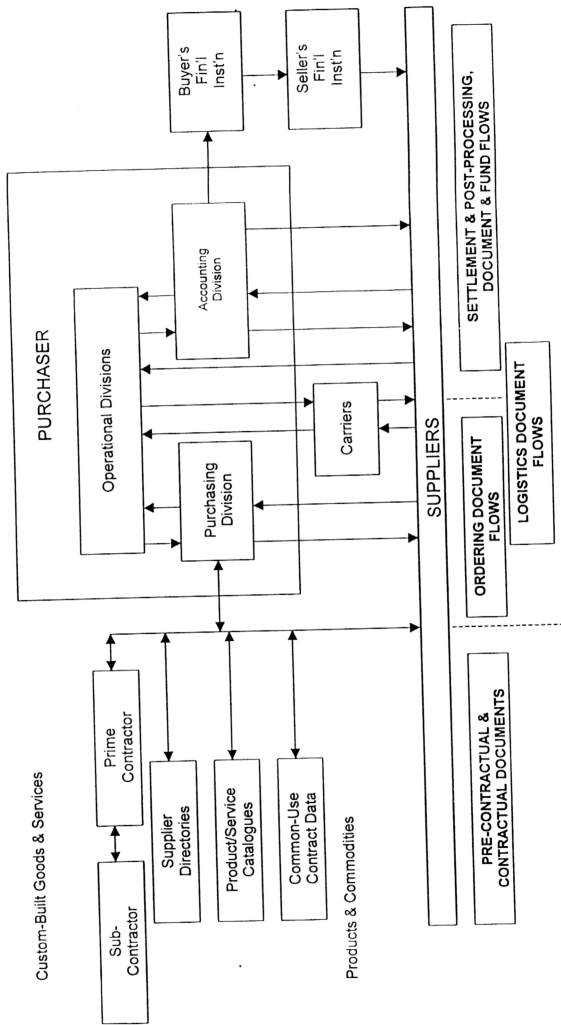 Custom-Built Goods & Services
Sub-
Contractor
Prime
Contractor
Supplier
Directories
Product/Service
Catalogues
Common-Use
Contract Data
Products & Commodities
PURCHASER
Operational Divisions
Purchasing
Division
Accounting
Division
Buyer's
Fin'l
Inst'n
Seller's
Fin'l
Inst'n
Carriers
SUPPLIERS
PRE-CONTRACTUAL &
CONTRACTUAL DOCUMENTS
ORDERING DOCUMENT
FLOWS
LOGISTICS DOCUMENT
FLOWS
SETTLEMENT & POST-PROCESSING,
DOCUMENT & FUND FLOWS